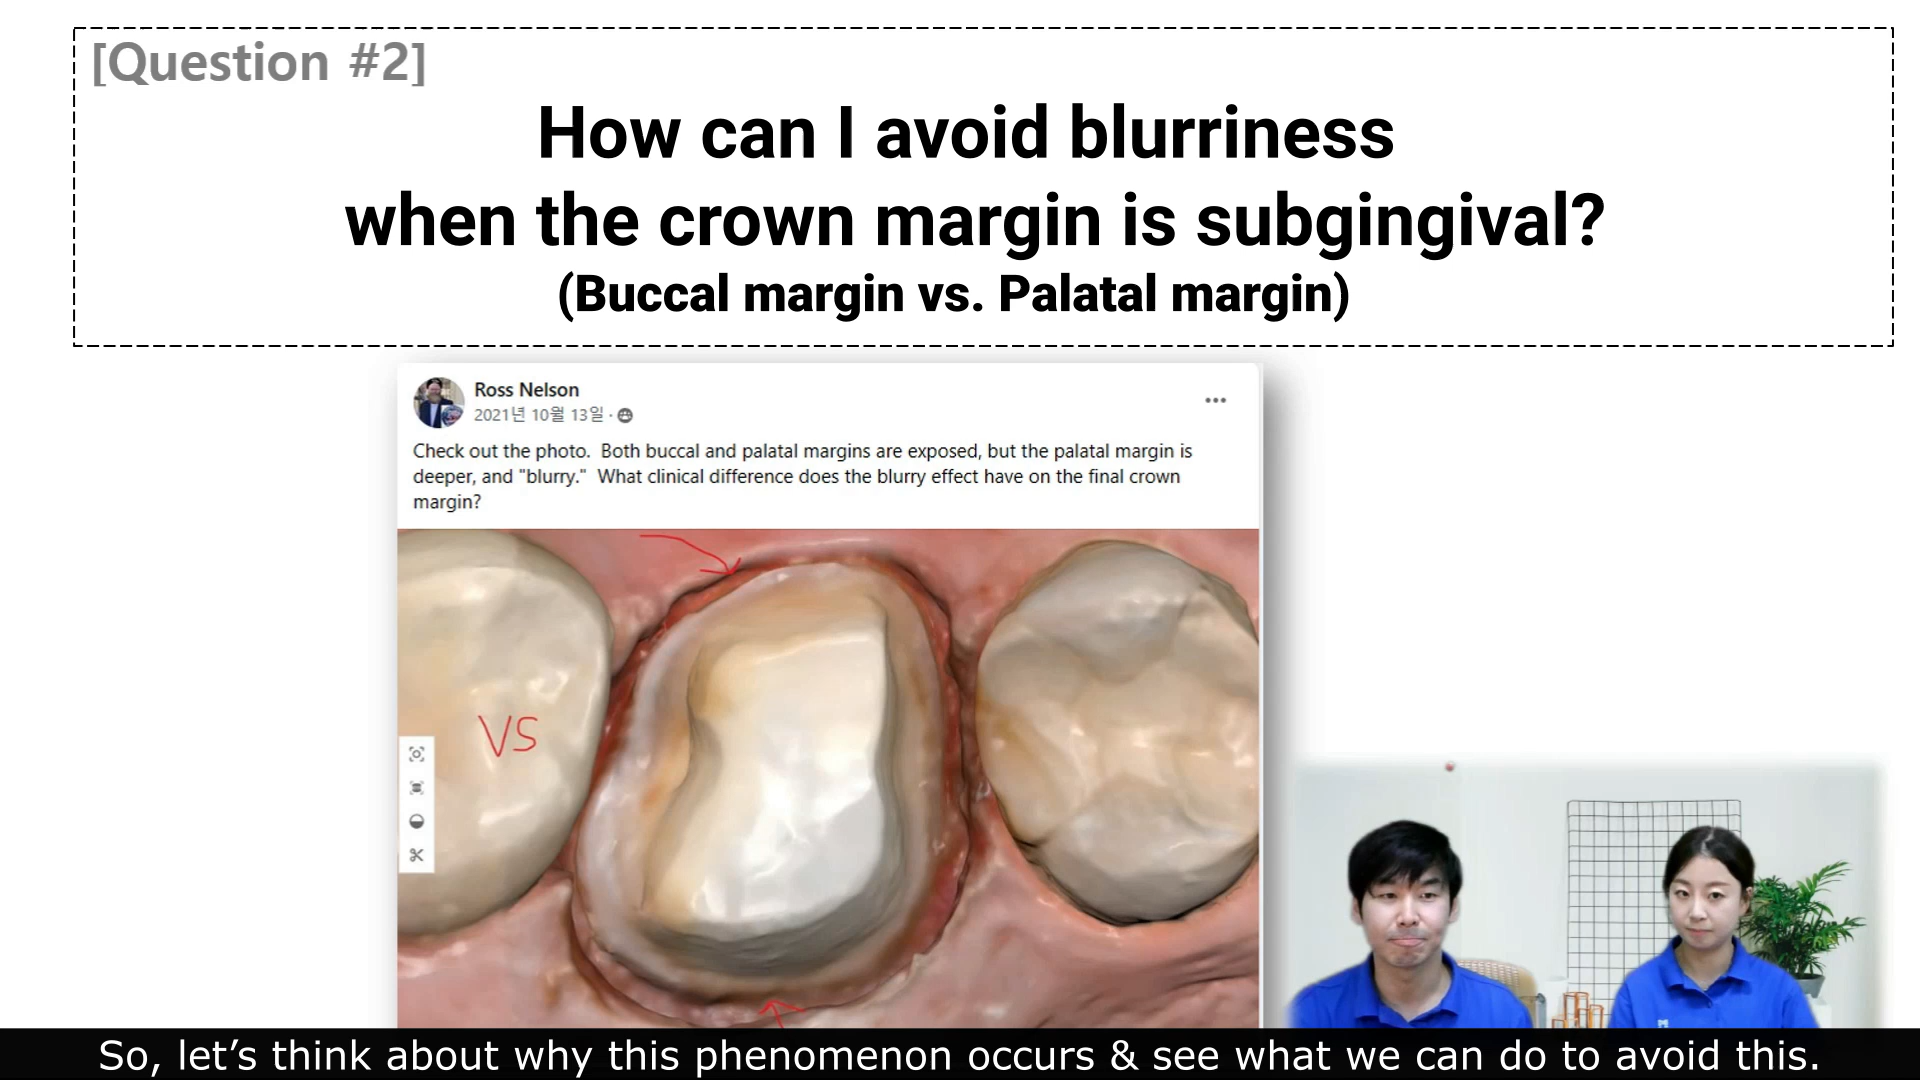 [Question #2]
How can I avoid blurriness
when the crown margin is subgingival?
(Buccal margin vs. Palatal margin)
Ross Nelson
2021년 10월 13일 ·
Check out the photo.  Both buccal and palatal margins are exposed, but the palatal margin is
deeper, and "blurry."  What clinical difference does the blurry effect have on the final crown
margin?
VS
So, let’s think about why this phenomenon occurs & see what we can do to avoid this.